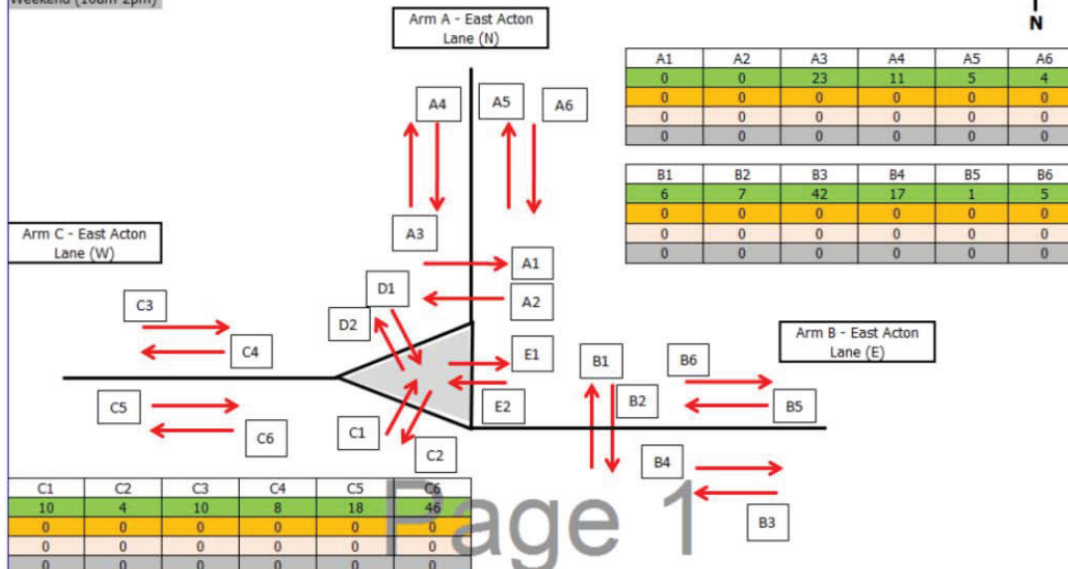 Weekend (10am-2pm)
Arm A - East Acton
Lane (N)
N
A1 A2 A3 A4 A5 A6
0 0 23 11 5 4
0 0 0 0 0 0
0 0 0 0 0 0
0 0 0 0 0 0
A4
A5
A6
B1 B2 B3 B4 B5 B6
6 7 42 17 1 5
0 0 0 0 0 0
0 0 0 0 0 0
0 0 0 0 0 0
Arm C - East Acton
Lane (W)
A3
A1
D1
A2
C3
D2
Arm B - East Acton
Lane (E)
C4
E1
B1
B6
C5
E2
B2
B5
C1
C6
C2
B4
B3
C1 C2 C3 C4 C5 C6
10 4 10 8 18 46
0 0 0 0 0 0
0 0 0 0 0 0
0 0 0 0 0 0
Page 1